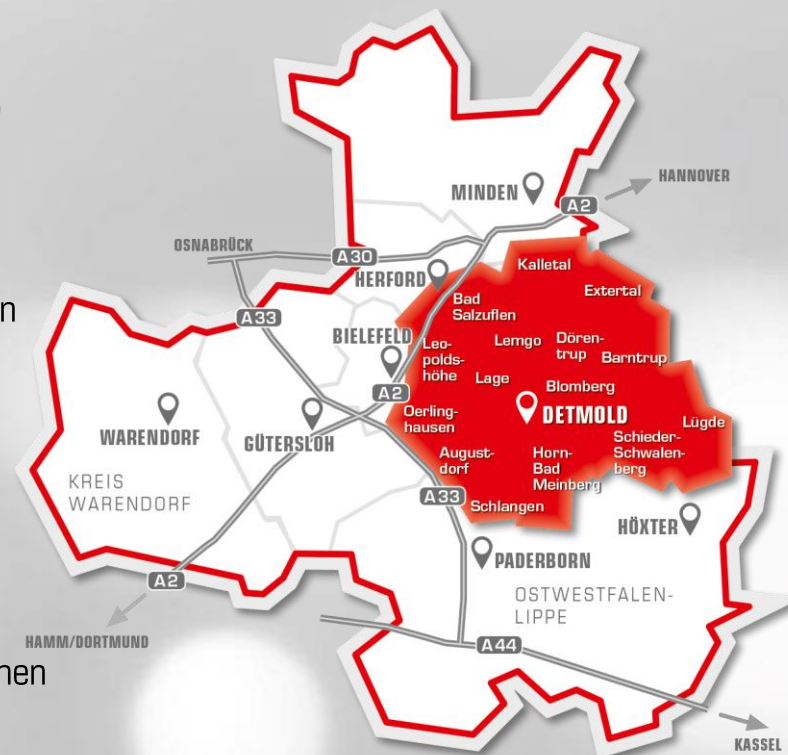 HANNOVER
MINDEN
A2
OSNABRÜCK
A30
HERFORD
Kalletal
Extertal
Bad
Salzuflen
A33
BIELEFELD
Leo-
polds-
höhe
Lemgo
Dören-
trup
Barntrup
Lage
Blomberg
A2
DETMOLD
Oerling-
hausen
Lügde
WARENDORF
GÜTERSLOH
August-
dorf
Horn-
Bad
Meinberg
Schieder-
Schwalen-
berg
KREIS
WARENDORF
A33
Schlangen
HÖXTER
PADERBORN
A2
OSTWESTFALEN-
LIPPE
HAMM/DORTMUND
A44
KASSEL